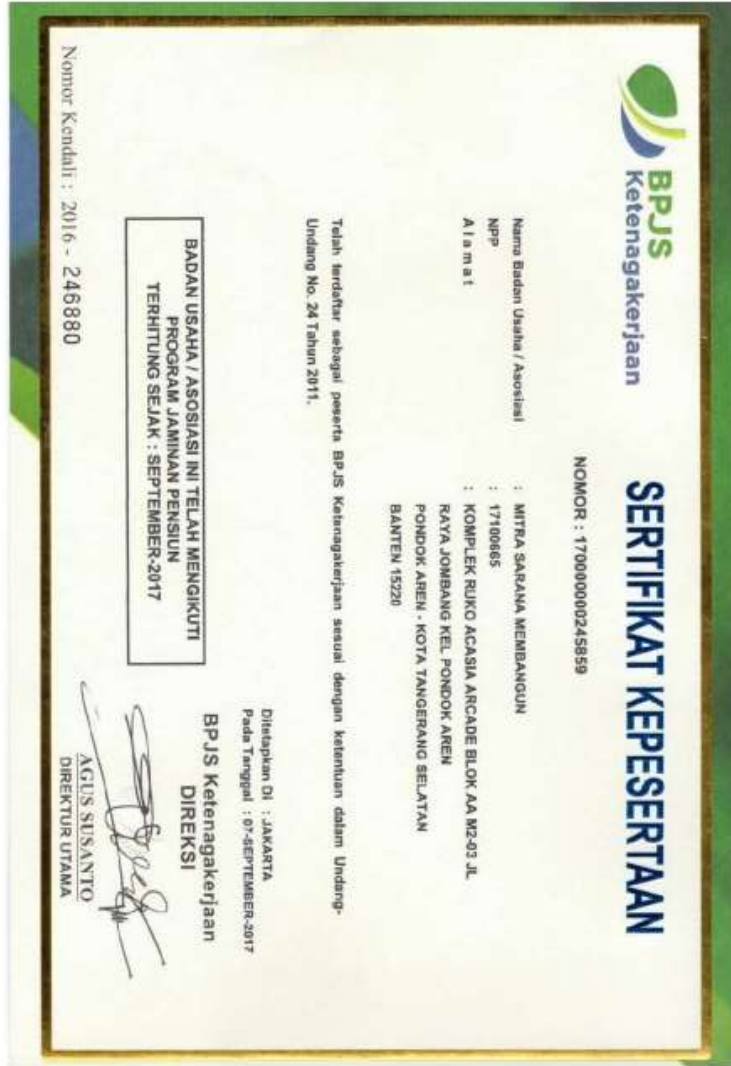 BPJS
Ketenagakerjaan
SERTIFIKAT KEPESERTAAN
NOMOR : 1700000000245859
Nama Badan Usaha / Asosiasi : MITRA SARANA MEMBANGUN
NPP : 17100665
A l a m a t : KOMPLEK RUKO ACASIA ARCADE BLOK AA M2-03 JL
RAYA JOMBANG KEL PONDOK AREN
PONDOK AREN - KOTA TANGERANG SELATAN
BANTEN 15220
Telah terdaftar sebagai peserta BPJS Ketenagakerjaan sesuai dengan ketentuan dalam Undang-
Undang No. 24 Tahun 2011.
Ditetapkan Di : JAKARTA
Pada Tanggal : 07-SEPTEMBER-2017
BPJS Ketenagakerjaan
DIREKSI
BADAN USAHA / ASOSIASI INI TELAH MENGIKUTI
PROGRAM JAMINAN PENSIUN
TERHITUNG SEJAK : SEPTEMBER-2017
AGUS SUSANTO
DIREKTUR UTAMA
Nomor Kendali : 2016 - 246880